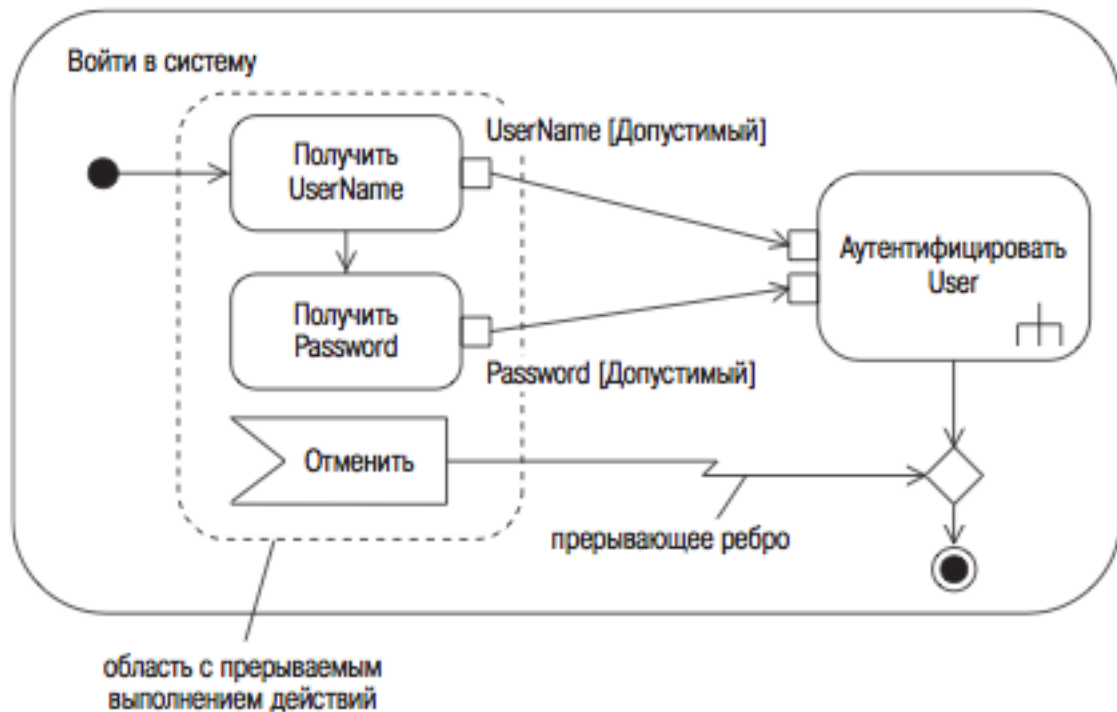 Войти в систему
UserName [Допустимый]
Получить
UserName
Аутентифицировать
User
Получить
Password
Password [Допустимый]
Отменить
прерывающее ребро
область с прерываемым
выполнением действий